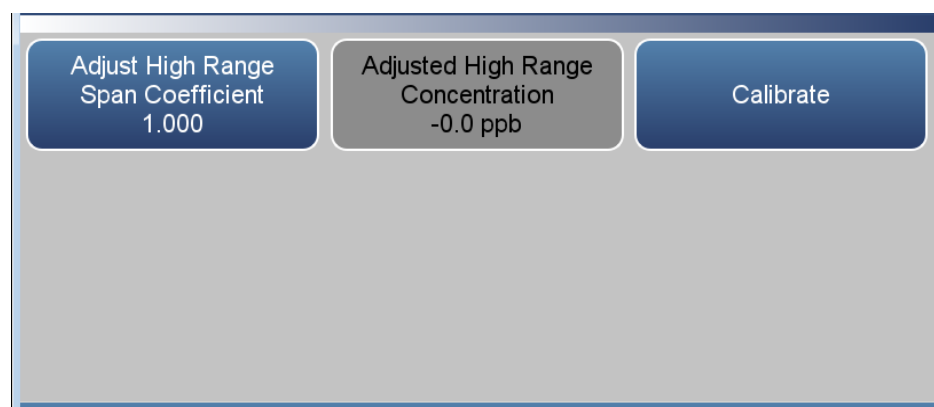 Adjust High Range
Span Coefficient
1.000
Adjusted High Range
Concentration
-0.0 ppb
Calibrate